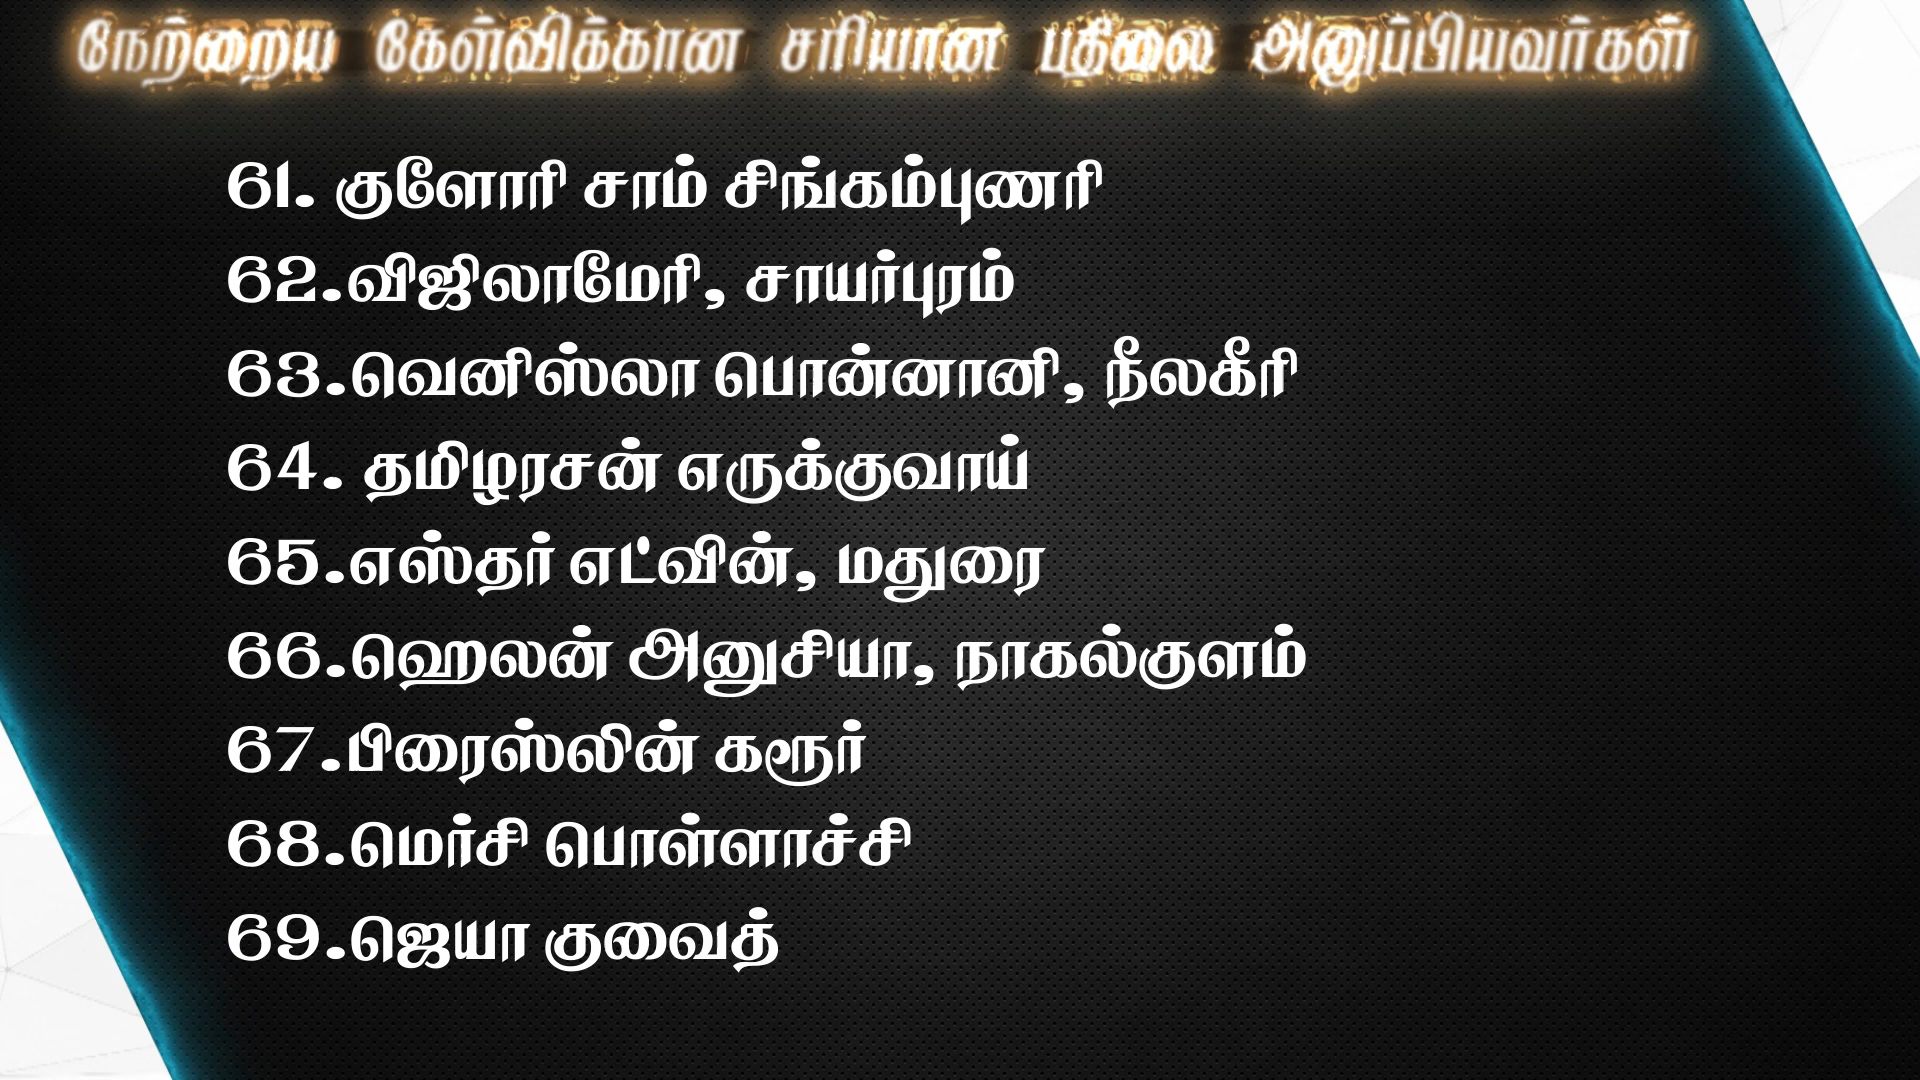 நேற்றைய கேள்விக்கான சரியான பதிலை அனுப்பியவர்கள்
61. குளோரி சாம் சிங்கம்புணரி
62.விஜிலாமேரி, சாயர்புரம்
63.வெனிஸ்லா பொன்னானி, நீலகீரி
64. தமிழரசன் எருக்குவாய்
65.எஸ்தர் எட்வின், மதுரை
66.ஹெலன் அனுசியா, நாகல்குளம்
67.பிரைஸ்லின் கரூர்
68.மெர்சி பொள்ளாச்சி
69.ஜெயா குவைத்